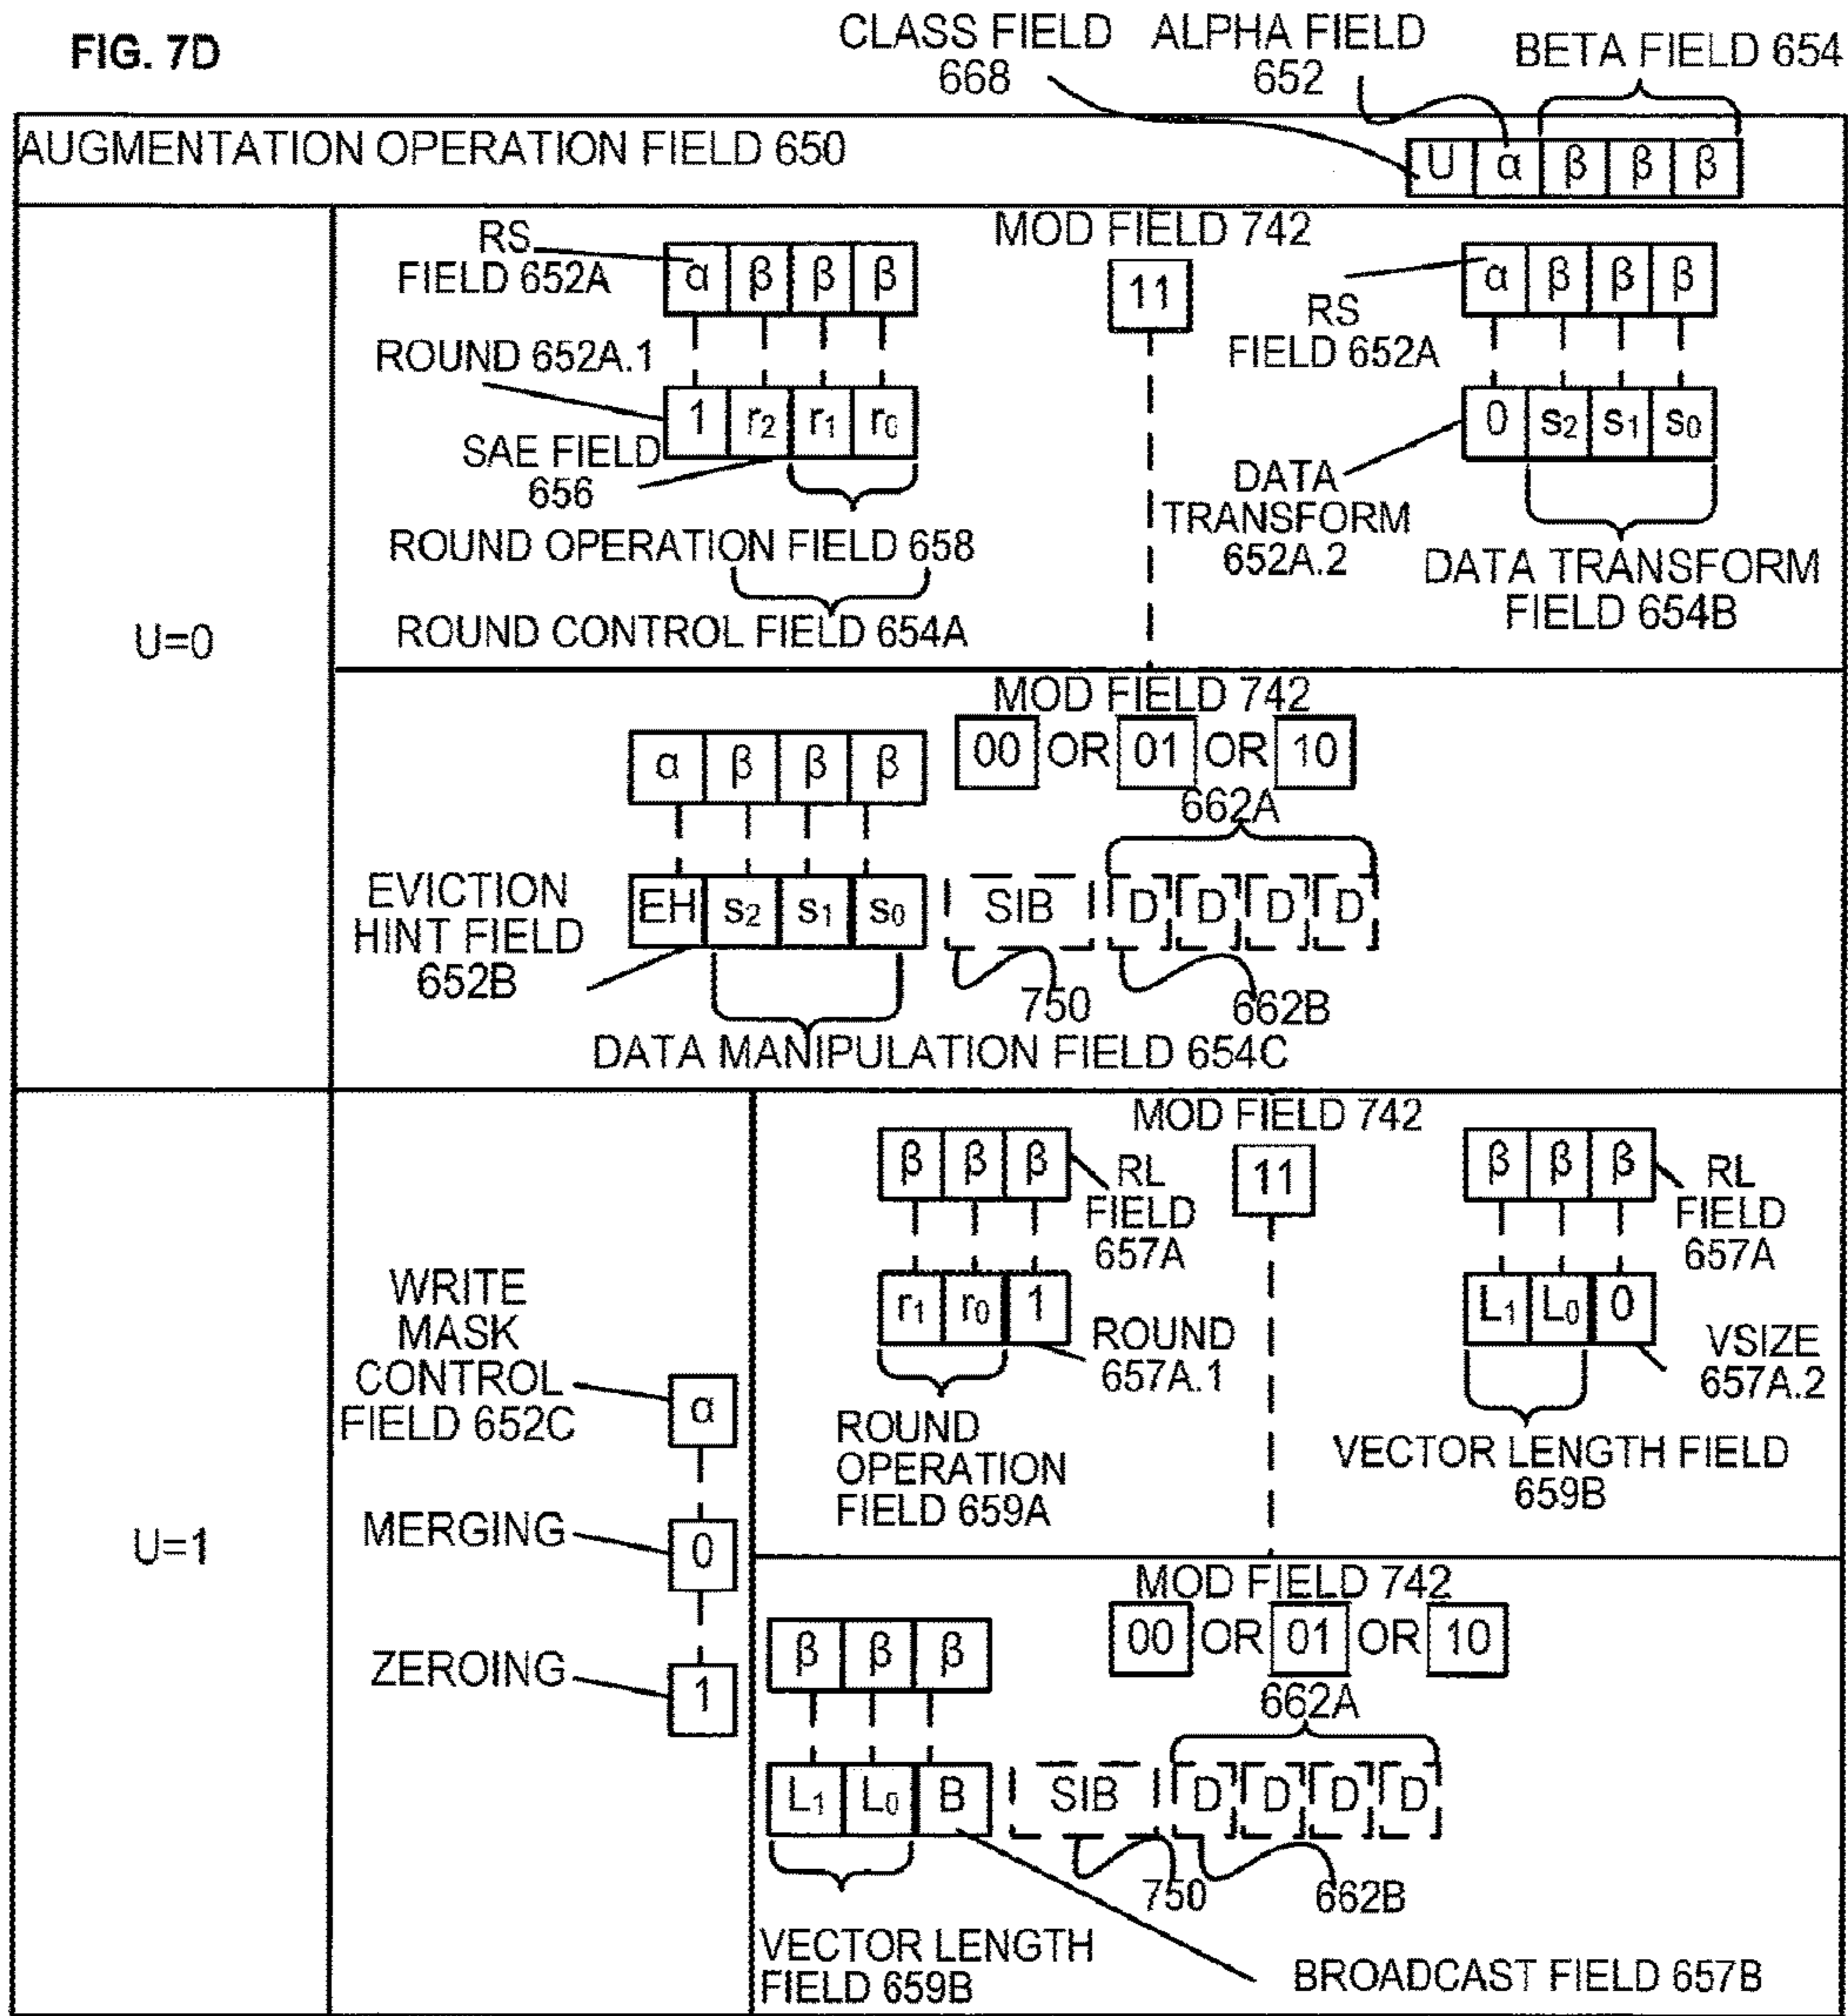 FIG. 7D
CLASS FIELD
668
ALPHA FIELD
652
BETA FIELD 654
AUGMENTATION OPERATION FIELD 650
U α β β β
U=0
MOD FIELD 742
11
RS
FIELD 652A
α β β β
ROUND 652A.1
1 r₂ r₁ r₀
SAE FIELD
656
ROUND OPERATION FIELD 658
ROUND CONTROL FIELD 654A
α β β β
RS
FIELD 652A
0 s₂ s₁ s₀
DATA
TRANSFORM
652A.2
DATA TRANSFORM
FIELD 654B
MOD FIELD 742
00 OR 01 OR 10
α β β β
662A
EVICTION
HINT FIELD
652B
EH s₂ s₁ s₀ SIB D D D D
750
662B
DATA MANIPULATION FIELD 654C
U=1
WRITE
MASK
CONTROL
FIELD 652C
α
MERGING
0
ZEROING
1
MOD FIELD 742
11
β β β
RL
FIELD
657A
r₁ r₀ 1
ROUND
657A.1
ROUND
OPERATION
FIELD 659A
β β β
RL
FIELD
657A
L₁ L₀ 0
VSIZE
657A.2
VECTOR LENGTH FIELD
659B
MOD FIELD 742
00 OR 01 OR 10
β β β
662A
L₁ L₀ B SIB D D D D
750
662B
VECTOR LENGTH
FIELD 659B
BROADCAST FIELD 657B